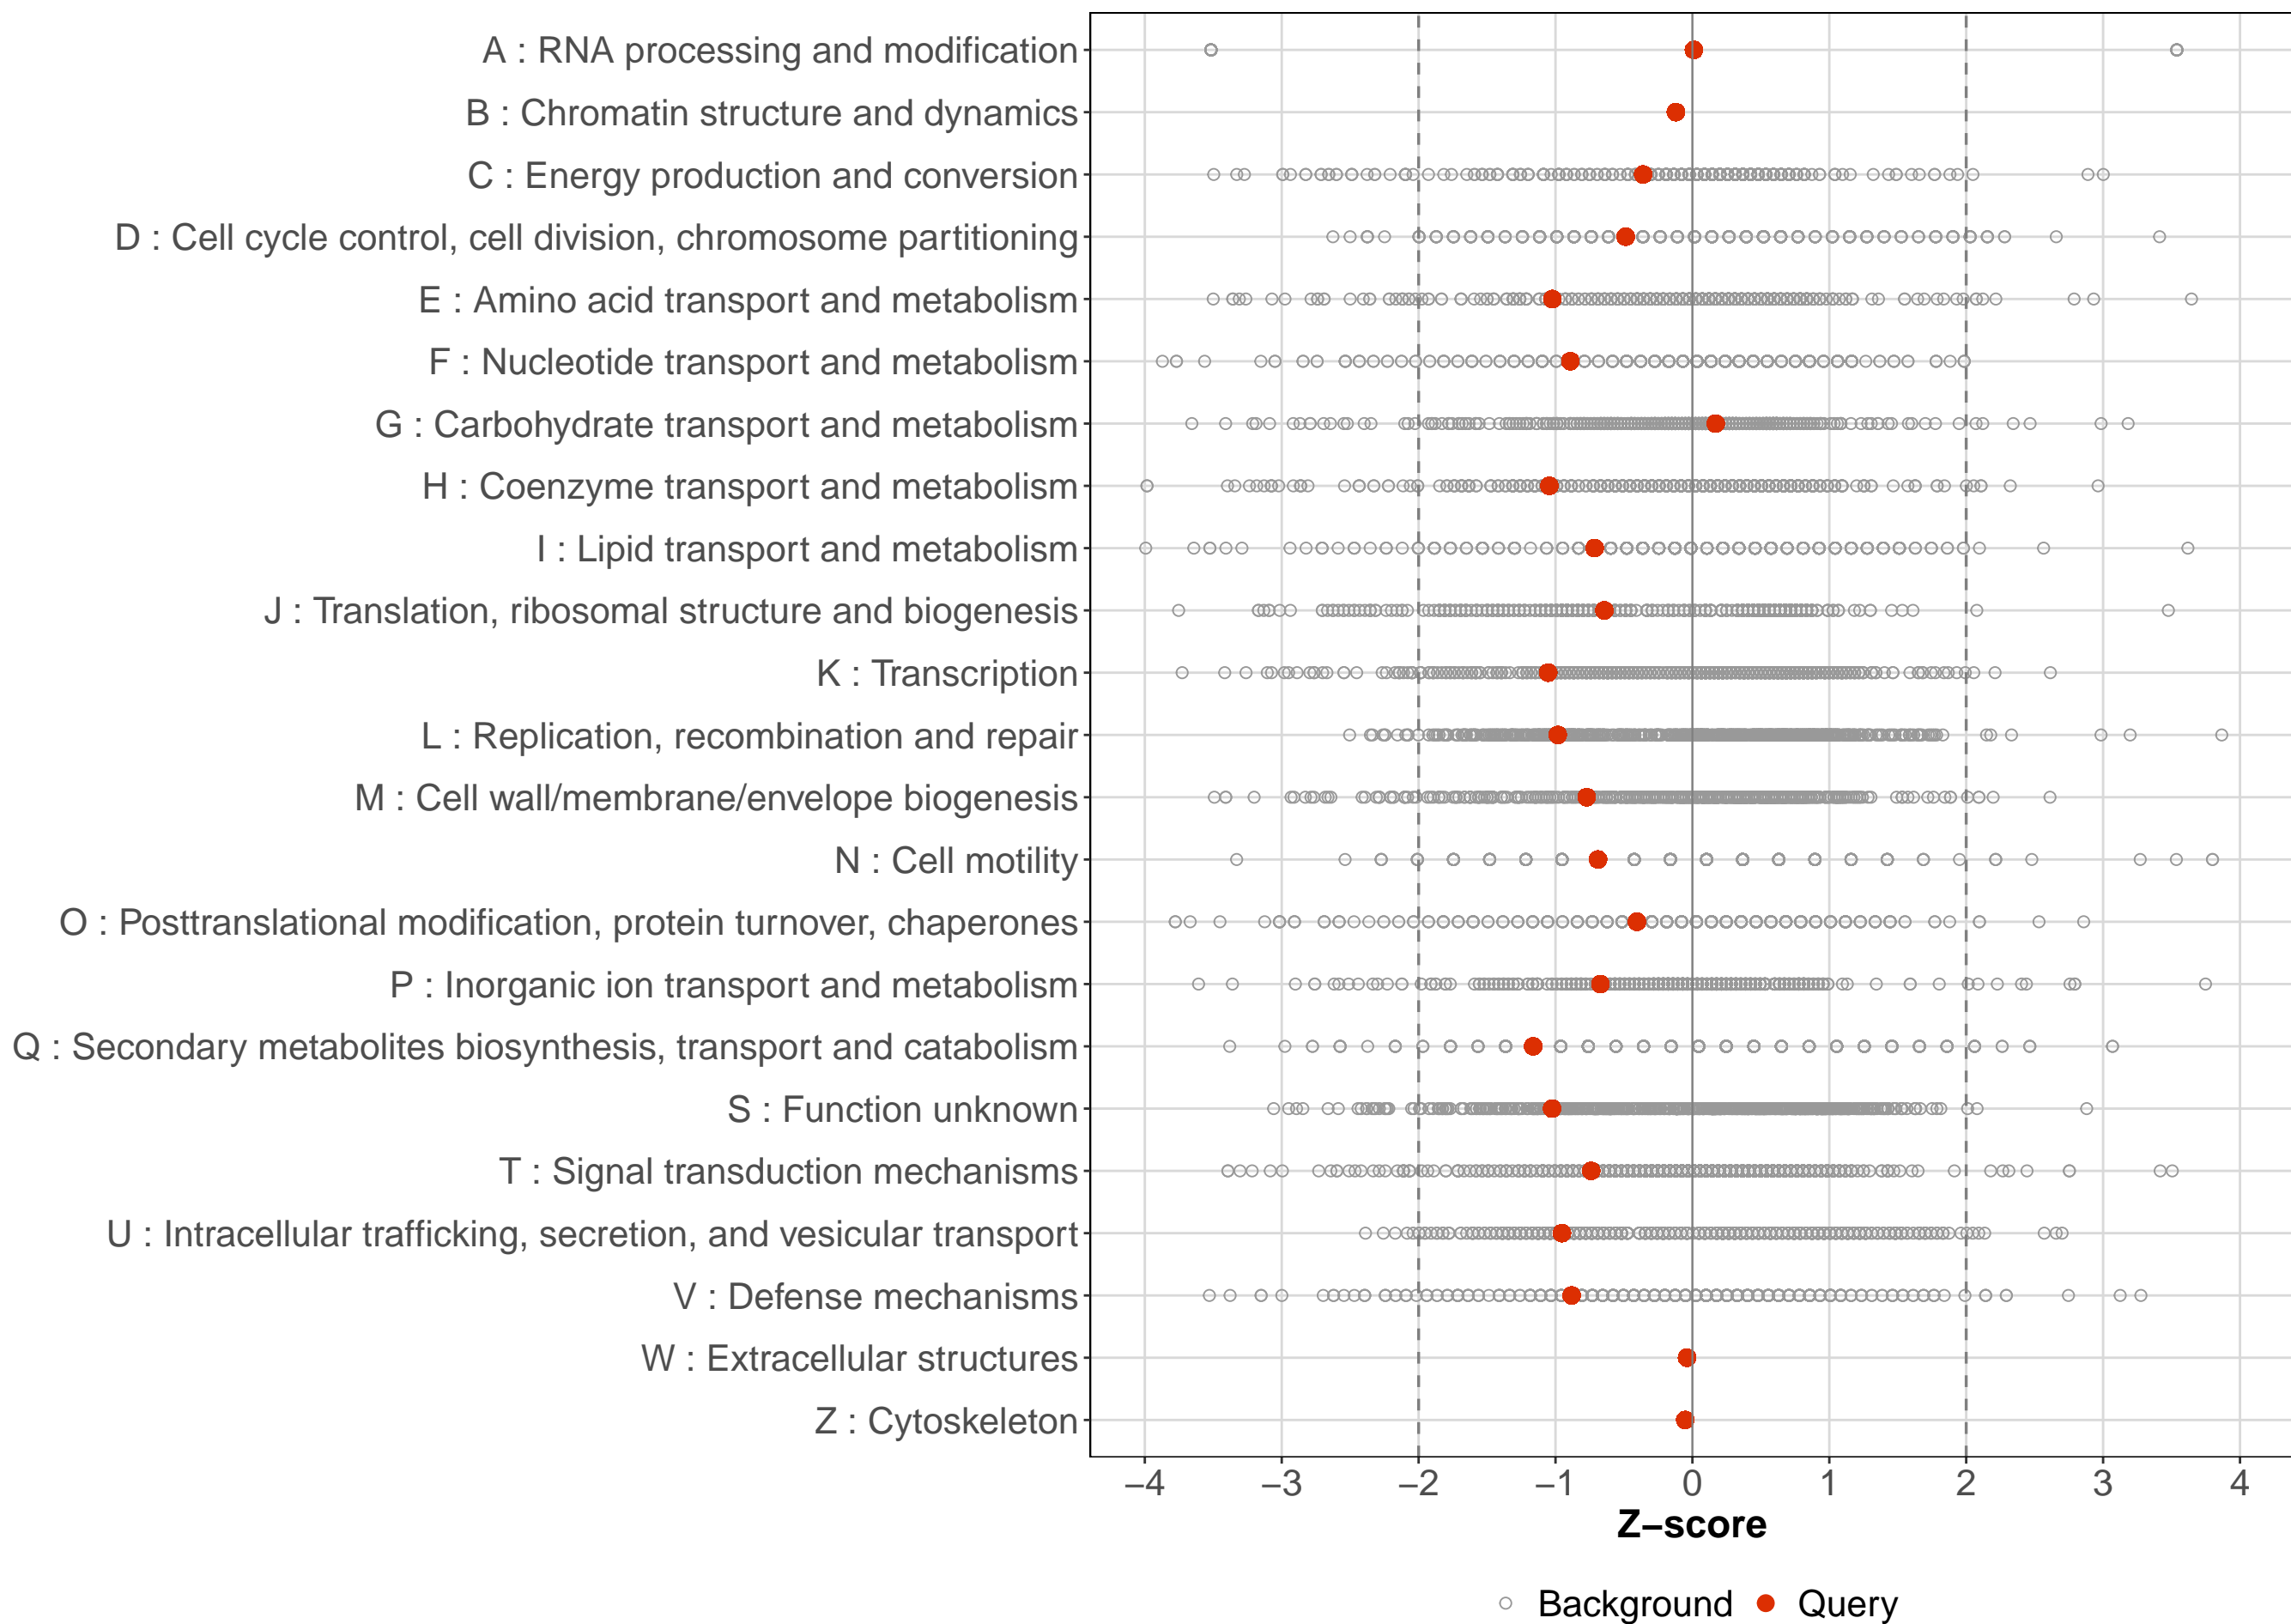 A : RNA processing and modification
B : Chromatin structure and dynamics
C : Energy production and conversion
D : Cell cycle control, cell division, chromosome partitioning
E : Amino acid transport and metabolism
F : Nucleotide transport and metabolism
G : Carbohydrate transport and metabolism
H : Coenzyme transport and metabolism
I : Lipid transport and metabolism
J : Translation, ribosomal structure and biogenesis
K : Transcription
L : Replication, recombination and repair
M : Cell wall/membrane/envelope biogenesis
N : Cell motility
O : Posttranslational modification, protein turnover, chaperones
P : Inorganic ion transport and metabolism
Q : Secondary metabolites biosynthesis, transport and catabolism
S : Function unknown
T : Signal transduction mechanisms
U : Intracellular trafficking, secretion, and vesicular transport
V : Defense mechanisms
W : Extracellular structures
Z : Cytoskeleton
−4 −3 −2 −1 0 1 2 3 4
Z−score
Background Query